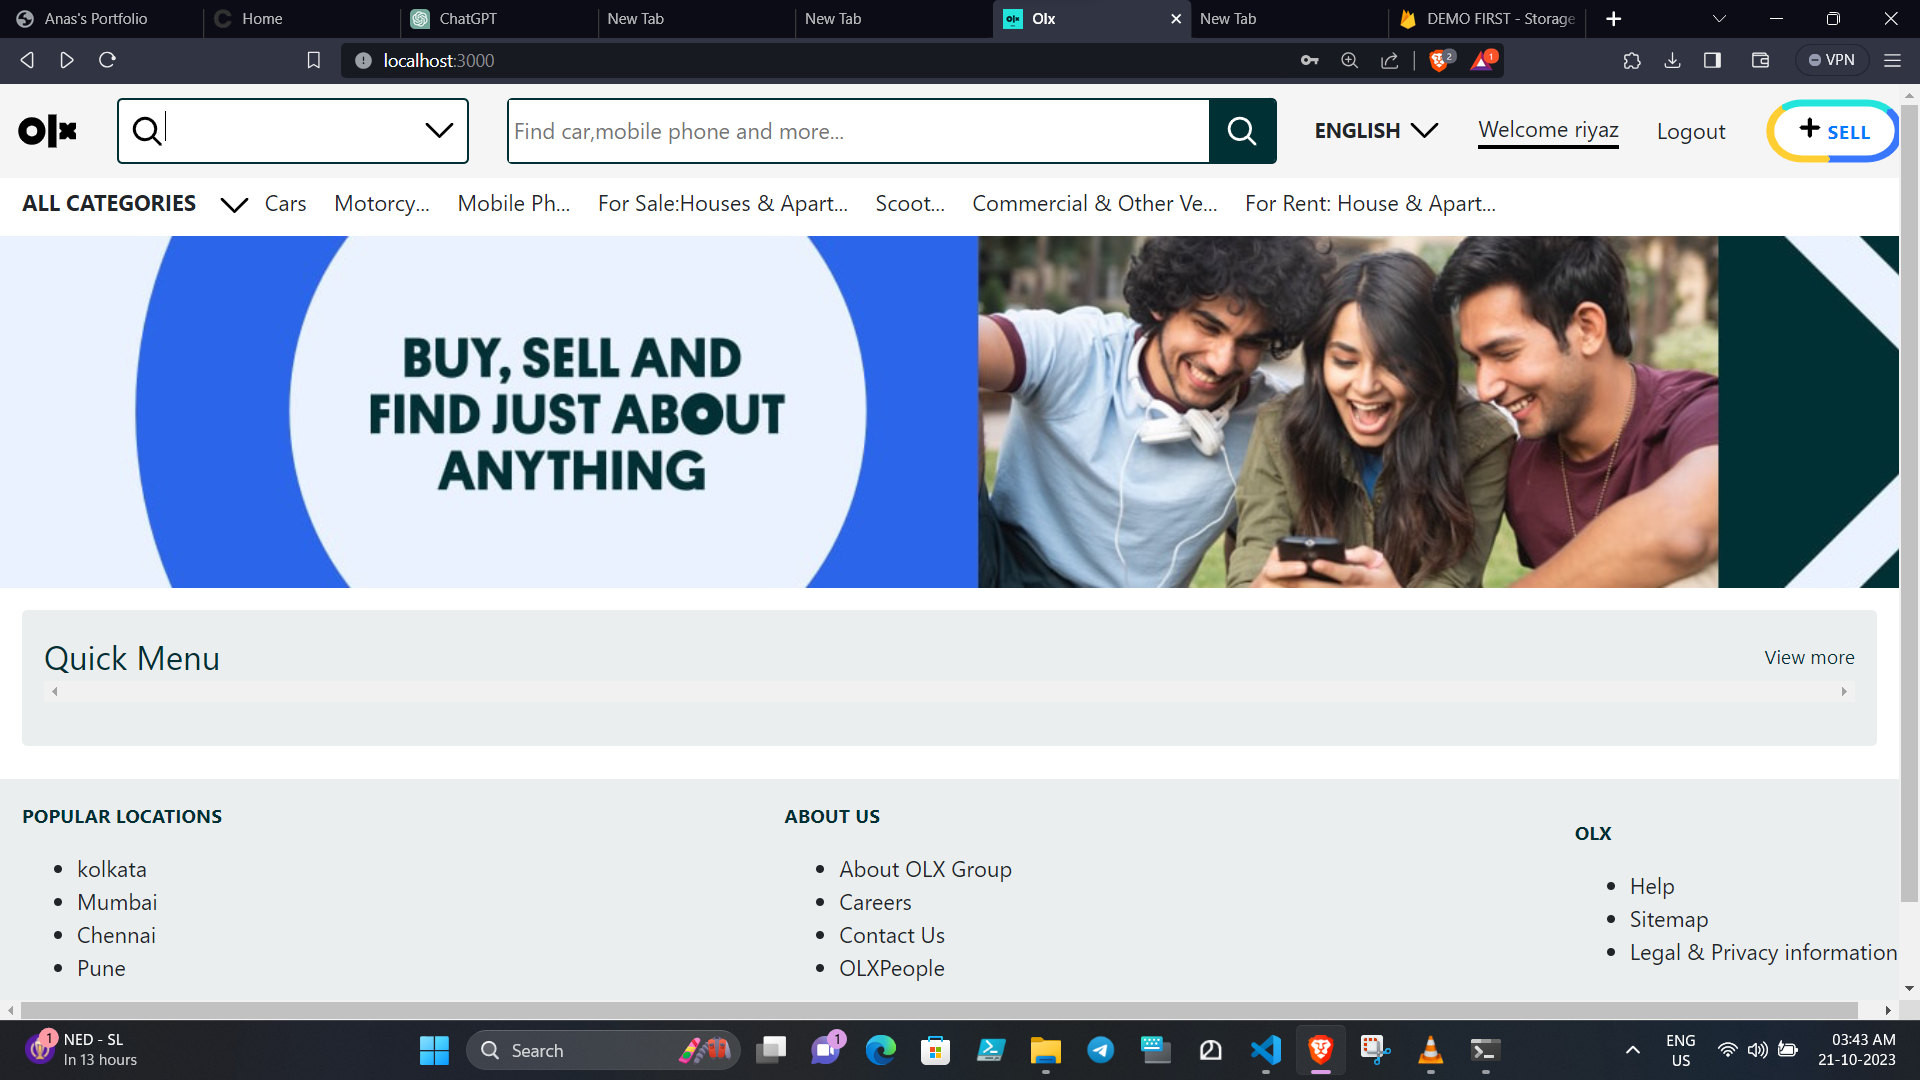 Anas's Portfolio
Home
ChatGPT
New Tab
New Tab
Olx
New Tab
DEMO FIRST - Storage
localhost:3000
2
1
VPN
olx
Find car,mobile phone and more...
ENGLISH
Welcome riyaz
Logout
SELL
ALL CATEGORIES
Cars
Motorcy...
Mobile Ph...
For Sale:Houses & Apart...
Scoot...
Commercial & Other Ve...
For Rent: House & Apart...
BUY, SELL AND
FIND JUST ABOUT
ANYTHING
Quick Menu
View more
POPULAR LOCATIONS
kolkata
Mumbai
Chennai
Pune
ABOUT US
About OLX Group
Careers
Contact Us
OLXPeople
OLX
Help
Sitemap
Legal & Privacy information
1
NED - SL
In 13 hours
Search
1
ENG
US
03:43 AM
21-10-2023